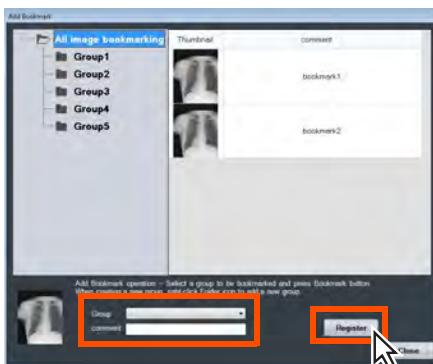 Add Bookmark
All image bookmarking
Group1
Group2
Group3
Group4
Group5
Thumbnail comment
bookmark1
bookmark2
Add Bookmark operation – Select a group to be bookmarked and press Bookmark button
When creating a new group, right click Folder icon to add a new group.
Group
comment
Register
Close